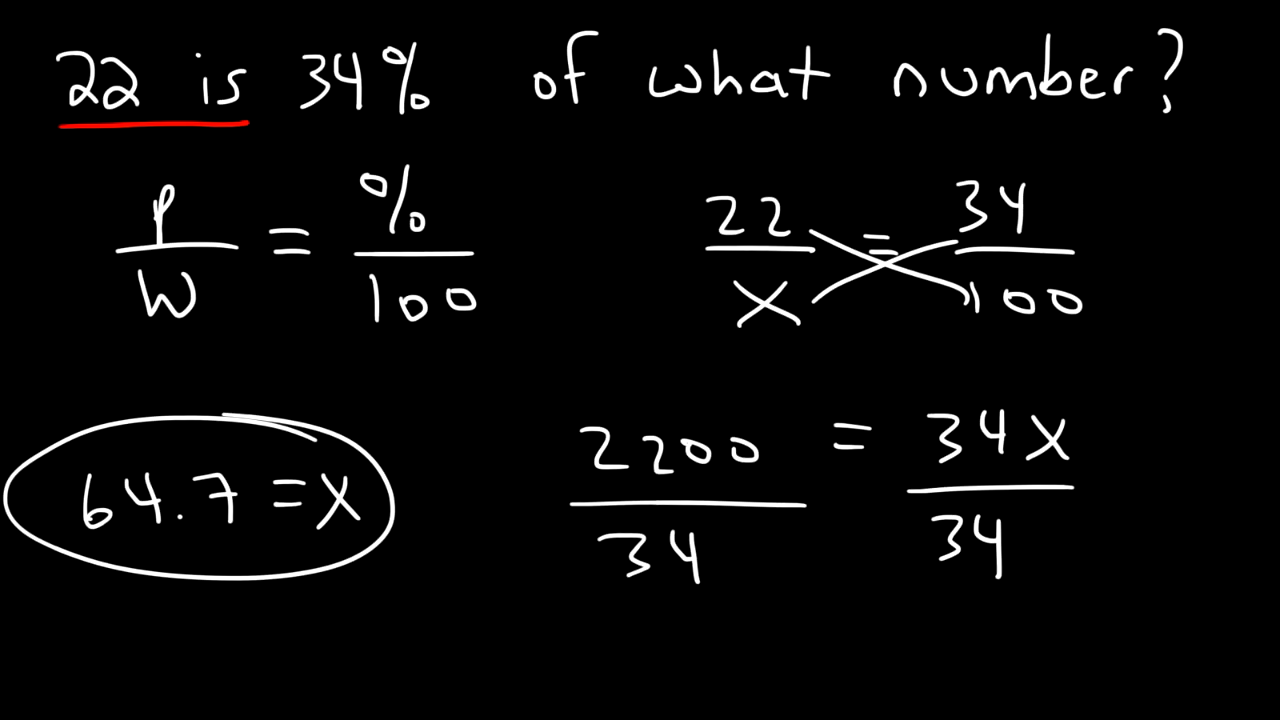 22 is 34% of what number?
P/W = %/100
22/X = 34/100
2200/34 = 34X/34
64.7 = X